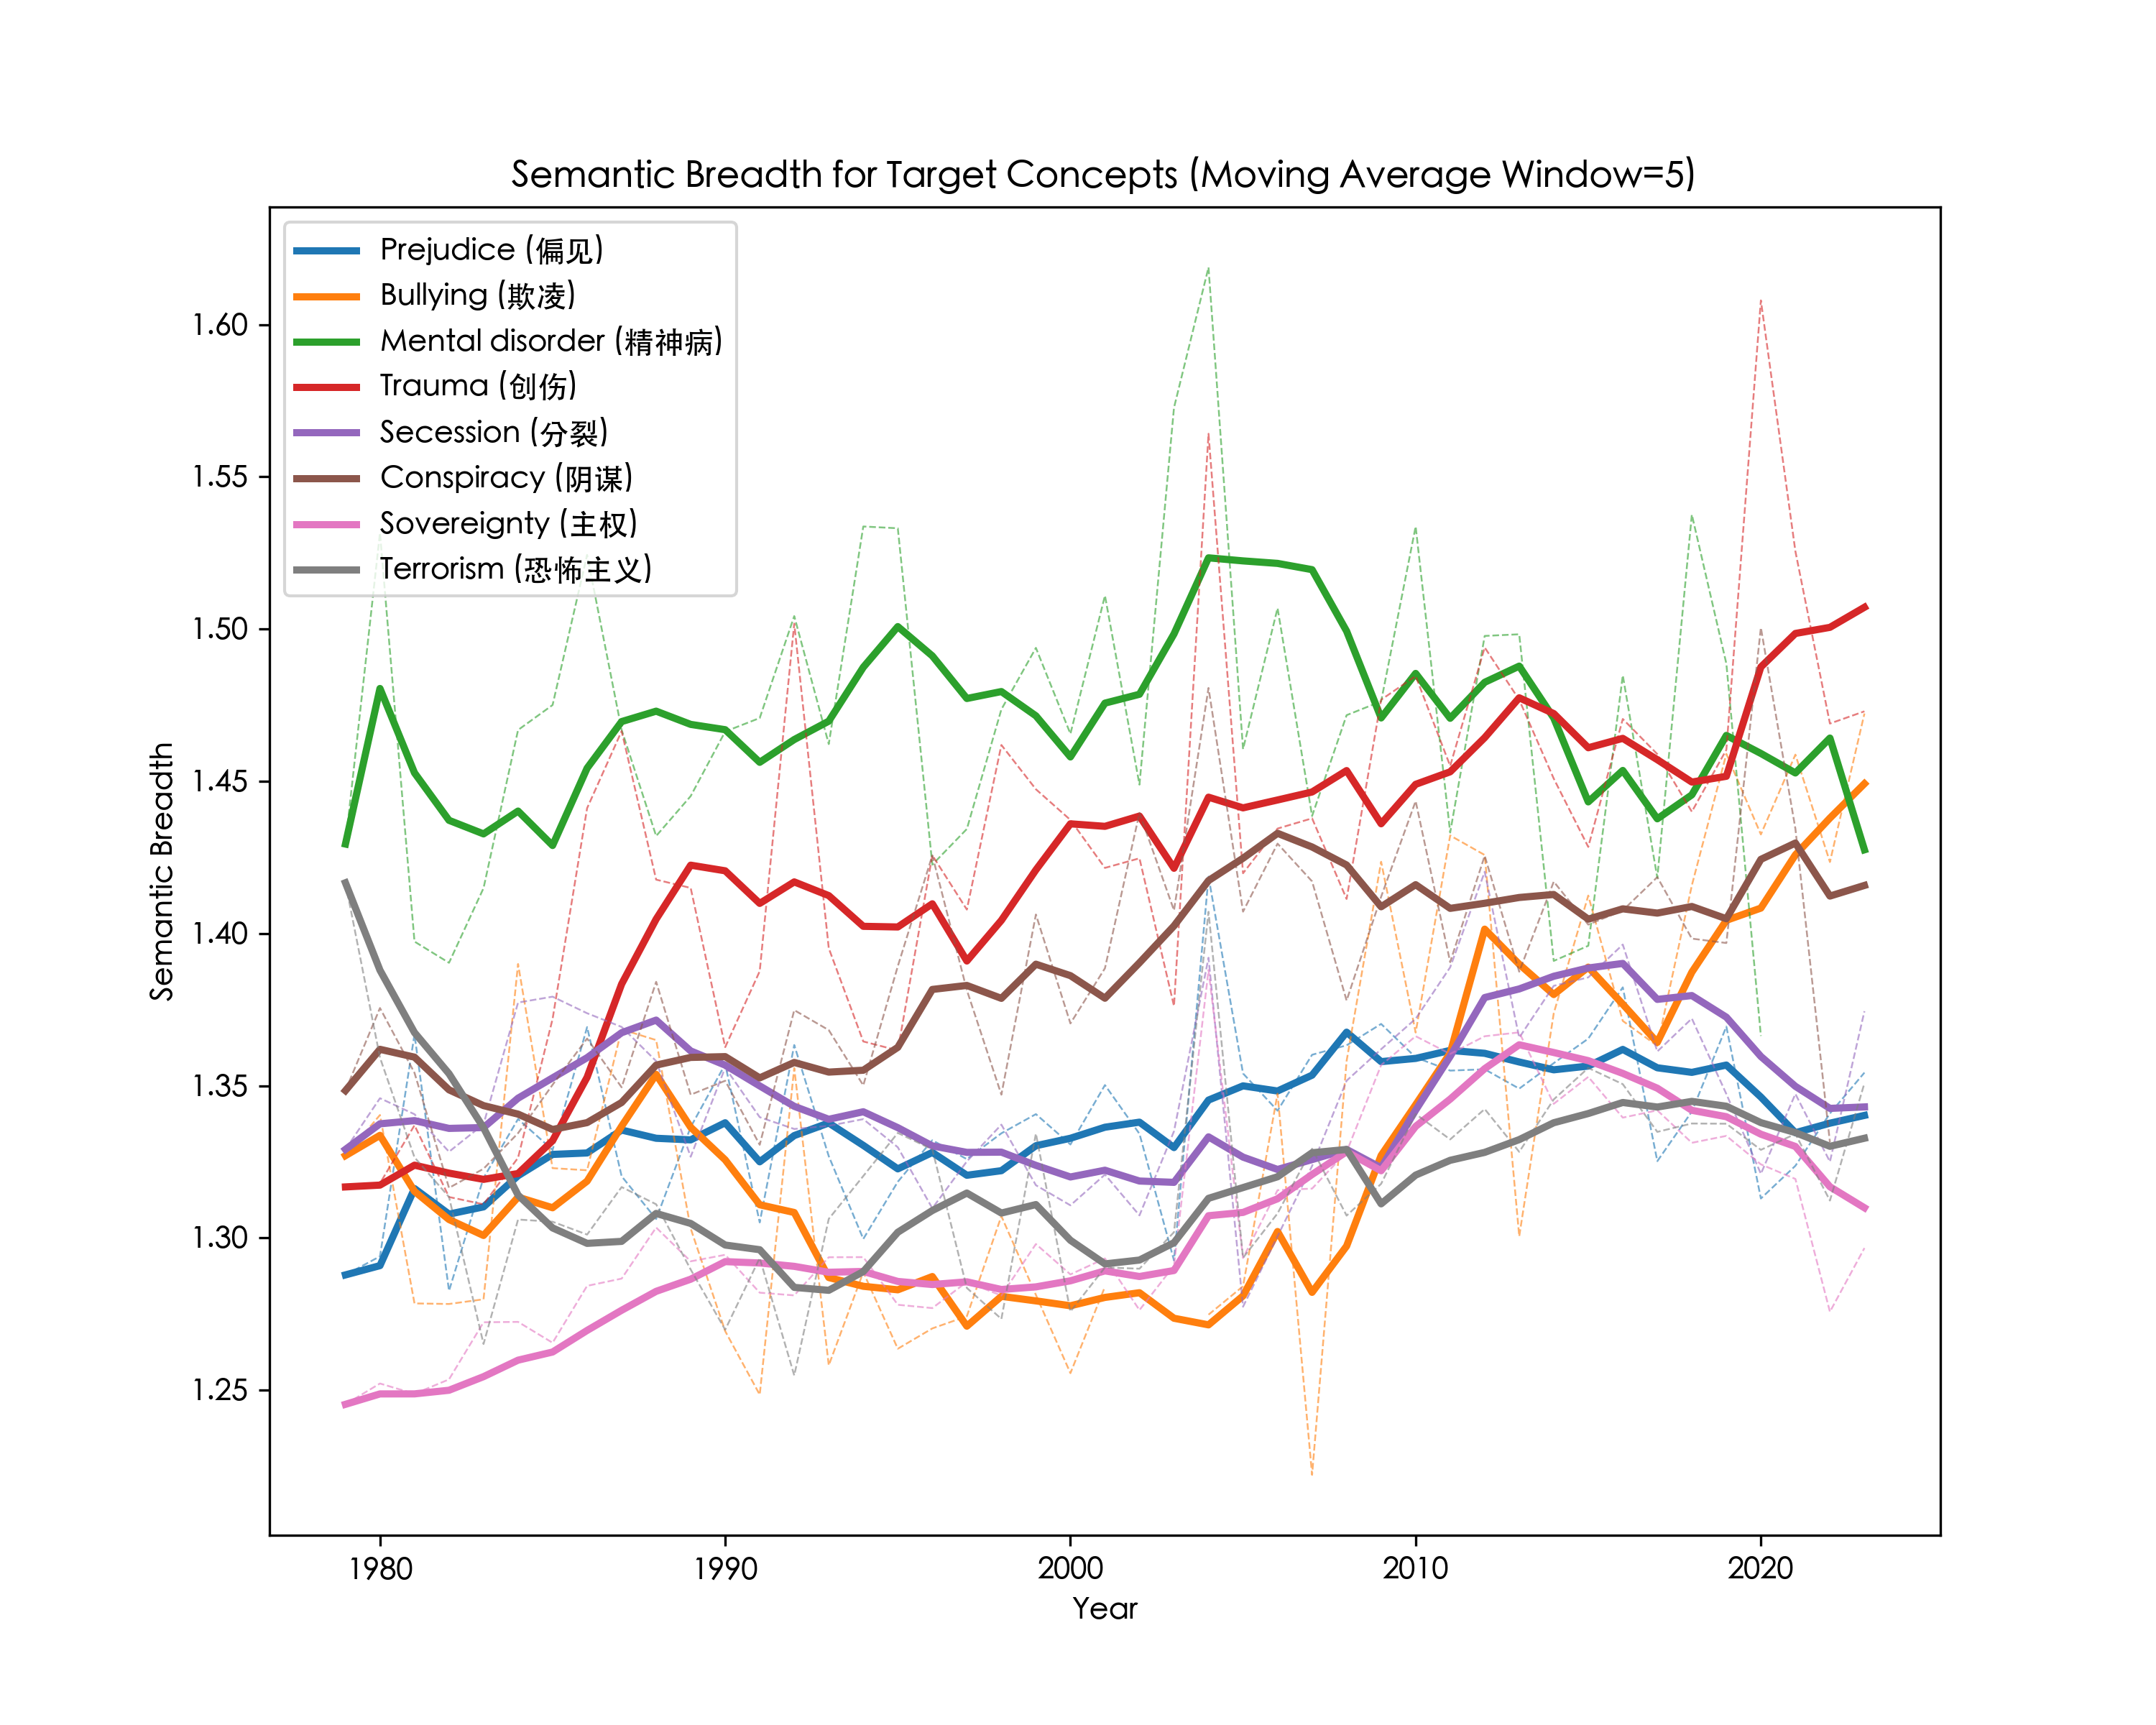 Semantic Breadth for Target Concepts (Moving Average Window=5)
Prejudice (偏见)
Bullying (欺凌)
Mental disorder (精神病)
Trauma (创伤)
Secession (分裂)
Conspiracy (阴谋)
Sovereignty (主权)
Terrorism (恐怖主义)
1.60
1.55
1.50
1.45
1.40
1.35
1.30
1.25
Semantic Breadth
1980 1990 2000 2010 2020
Year